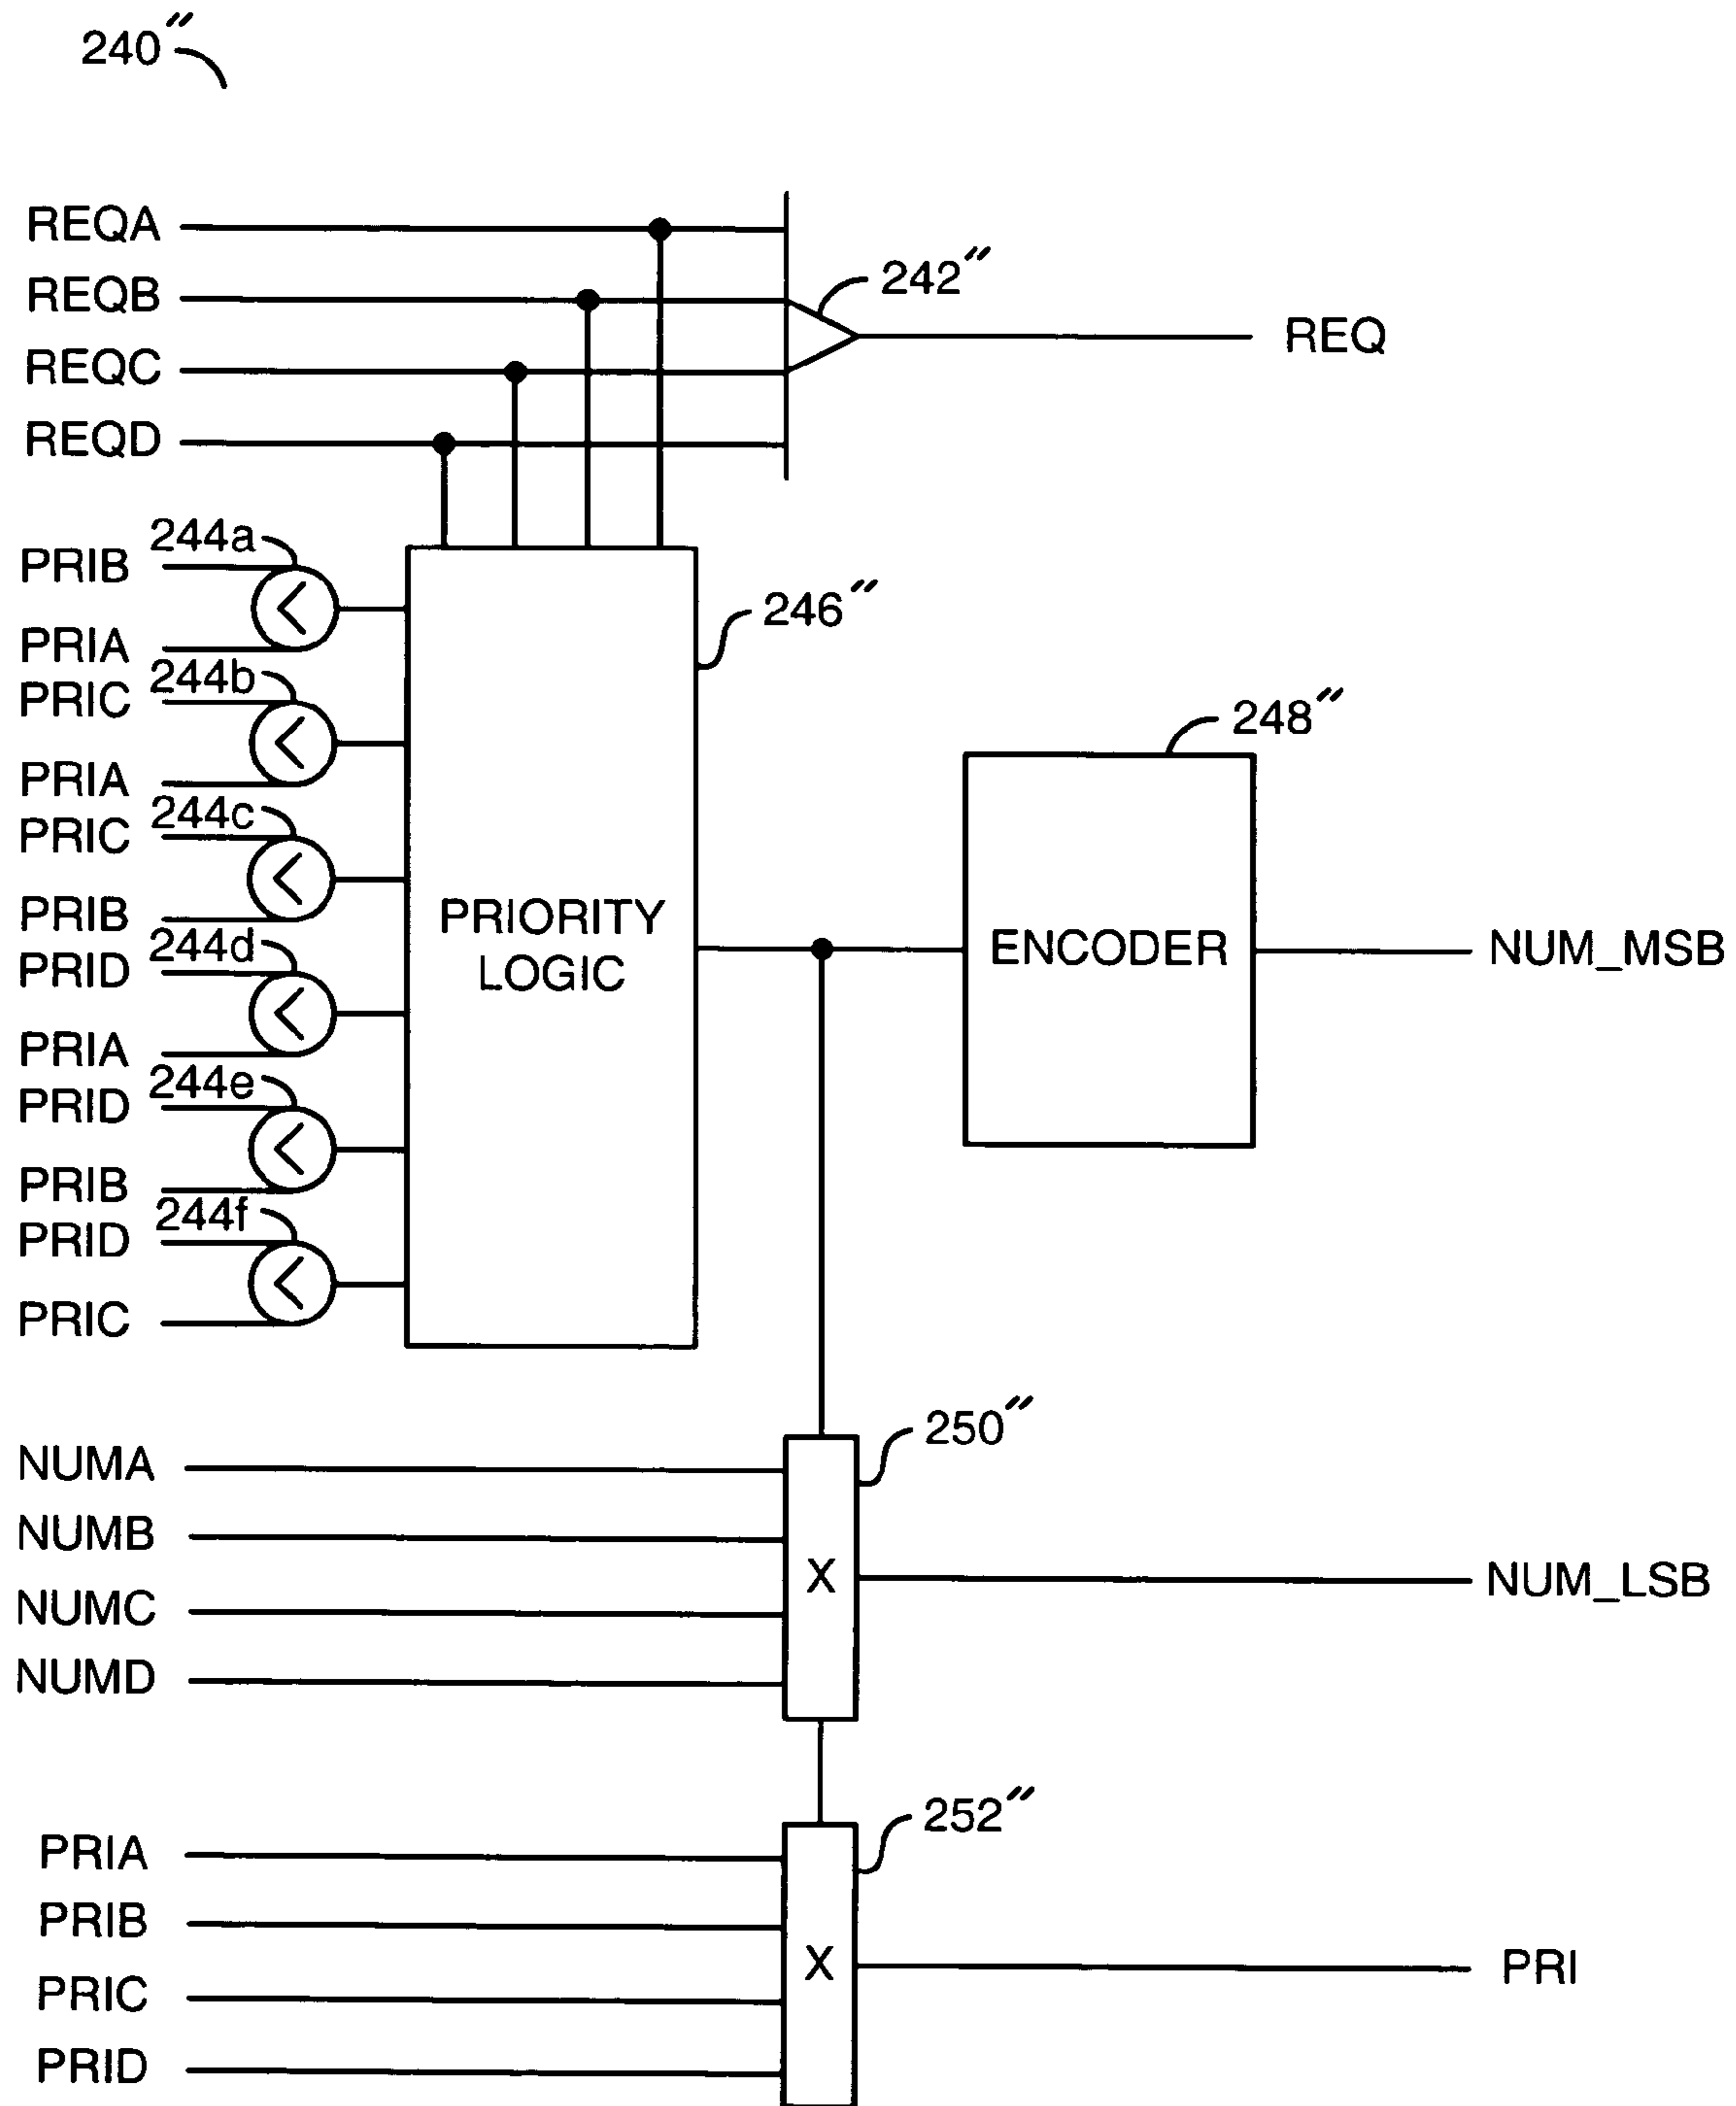 240″
REQA
REQB
REQC
REQD
242″
REQ
PRIB
244a
PRIA
PRIC
244b
PRIA
PRIC
244c
PRIB
PRID
244d
PRIA
PRID
244e
PRIB
PRID
244f
PRIC
<
<
<
<
<
<
246″
PRIORITY
LOGIC
248″
ENCODER
NUM_MSB
250″
NUMA
NUMB
NUMC
NUMD
X
NUM_LSB
252″
PRIA
PRIB
PRIC
PRID
X
PRI